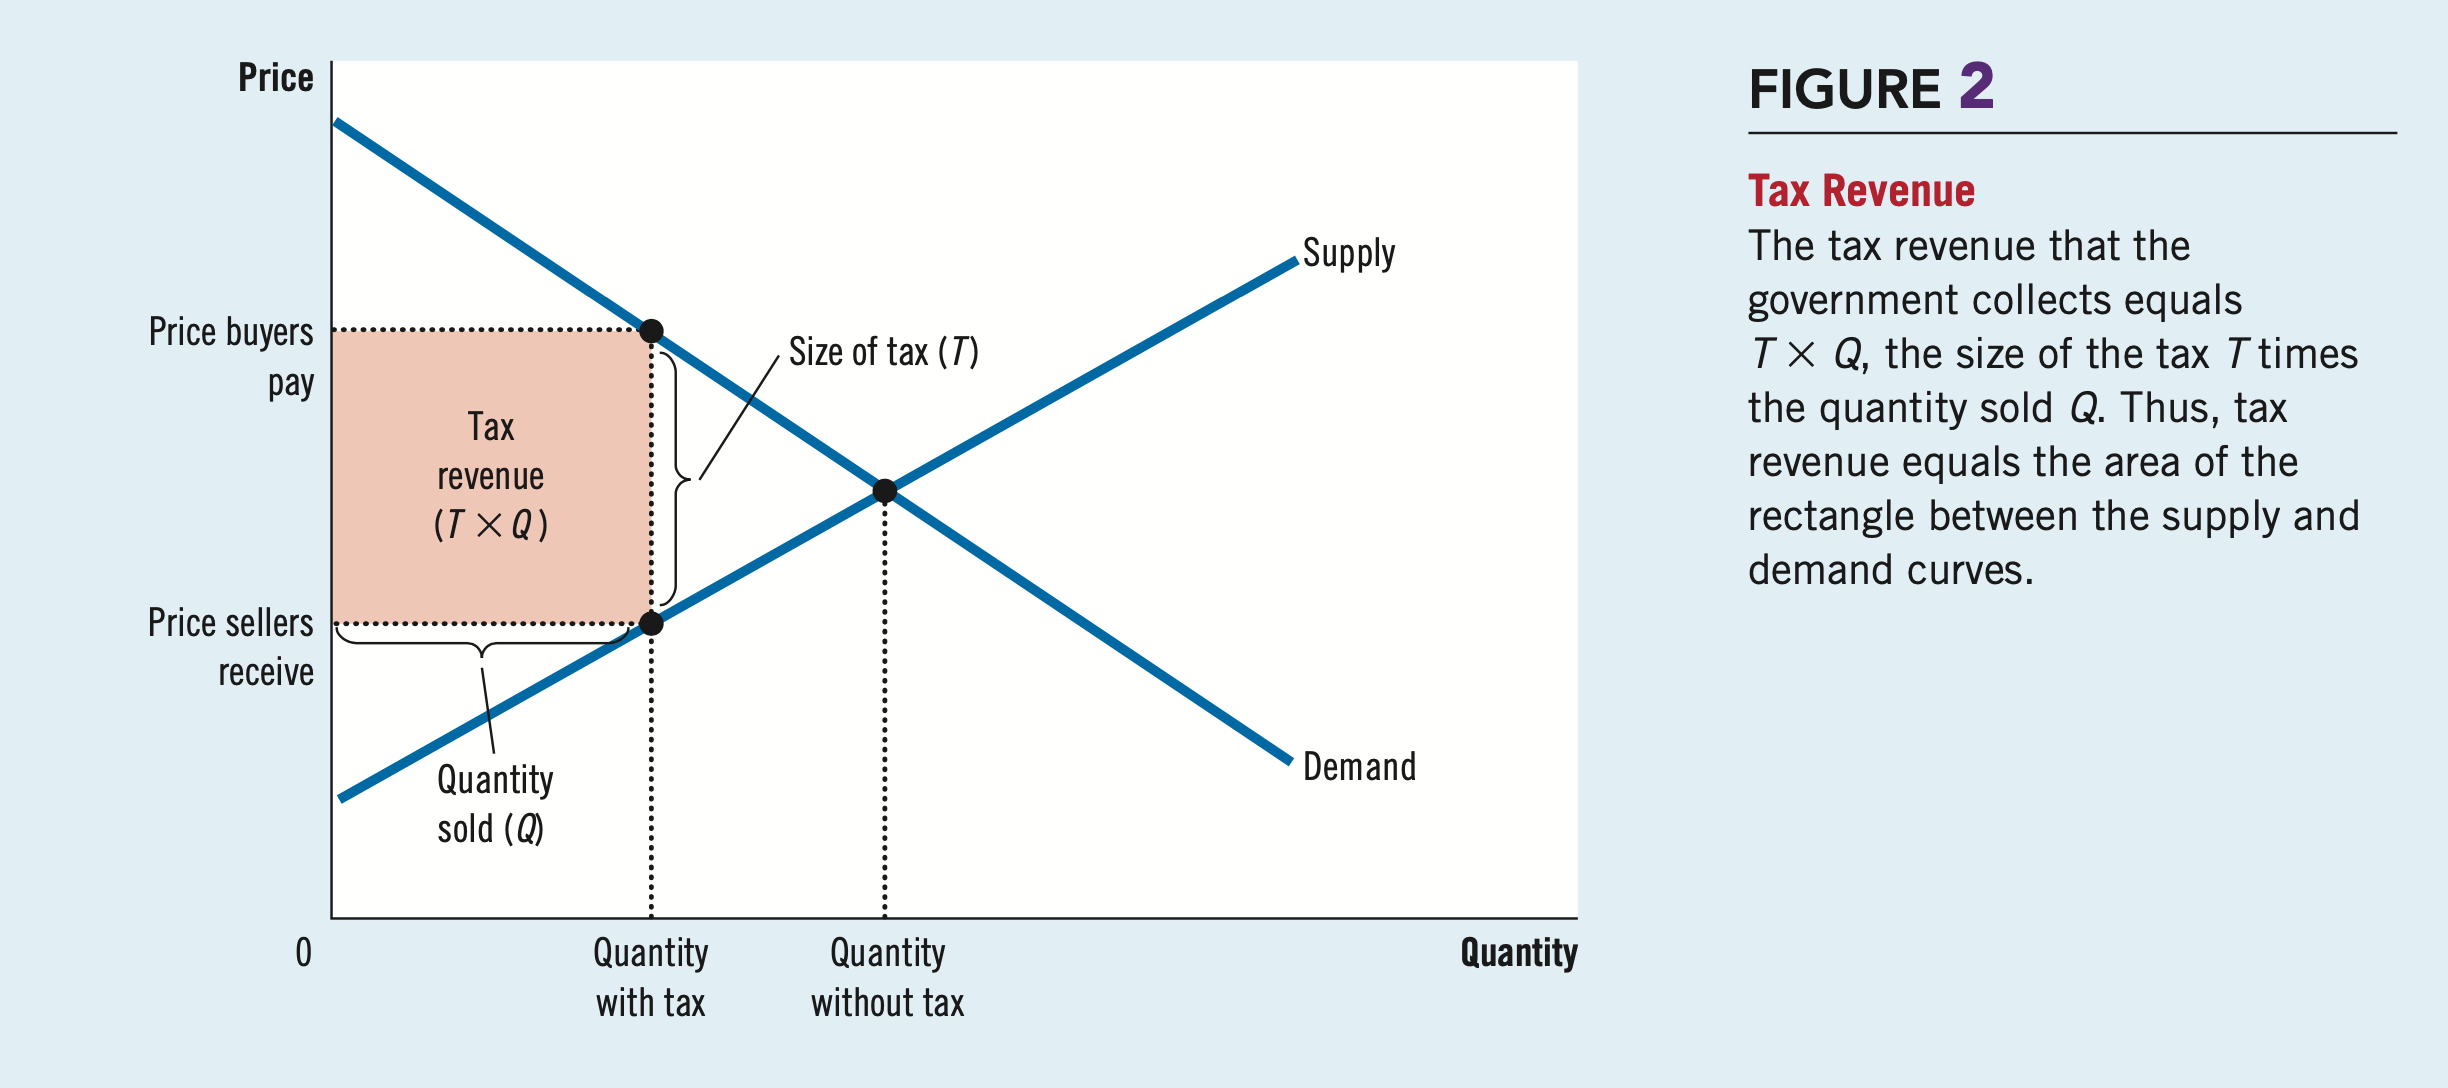 Price
Supply
Price buyers
pay
Size of tax (T)
Tax
revenue
(T × Q)
Price sellers
receive
Quantity
sold (Q)
Demand
0
Quantity
with tax
Quantity
without tax
Quantity
FIGURE 2
Tax Revenue
The tax revenue that the
government collects equals
T × Q, the size of the tax T times
the quantity sold Q. Thus, tax
revenue equals the area of the
rectangle between the supply and
demand curves.